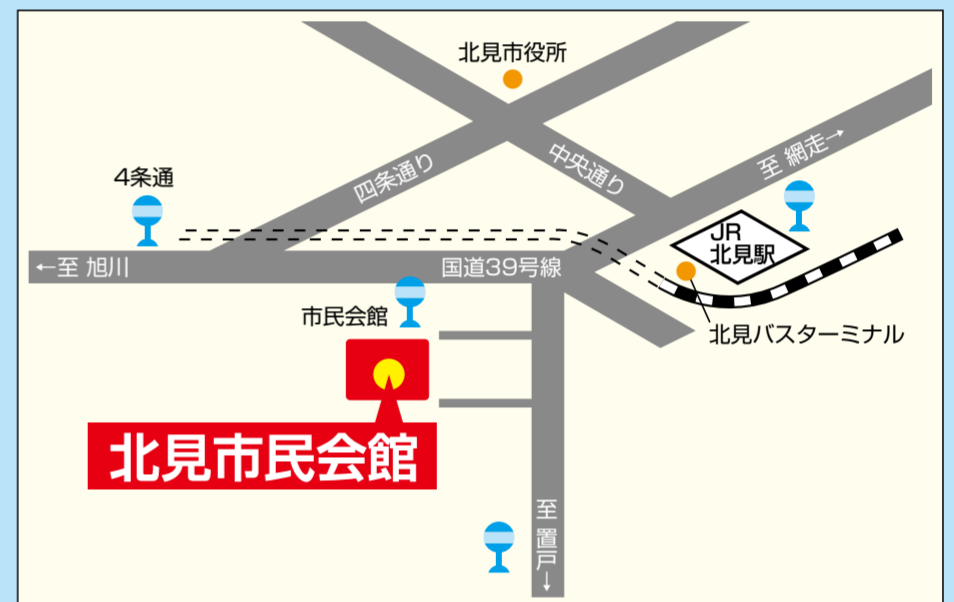 北見市役所
4条通
四条通り
中央通り
至 網走→
JR
北見駅
←至 旭川
国道39号線
市民会館
北見バスターミナル
北見市民会館
至 置戸→